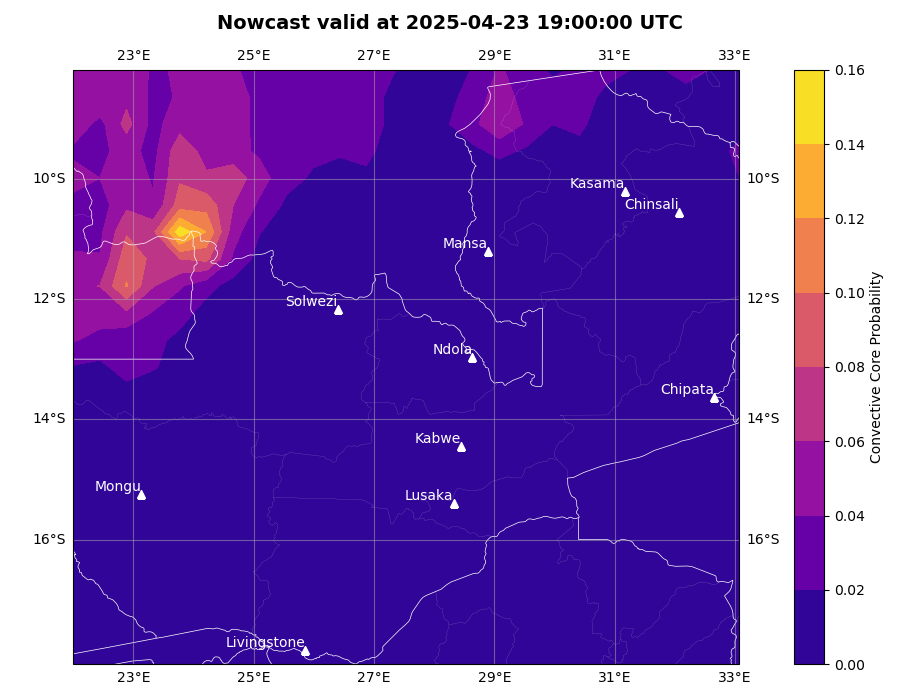 Nowcast valid at 2025-04-23 19:00:00 UTC
23°E 25°E 27°E 29°E 31°E 33°E
0.16
0.14
0.12
0.10
0.08
0.06
0.04
0.02
0.00
Convective Core Probability
10°S 10°S
12°S 12°S
14°S 14°S
16°S 16°S
Kasama
Chinsali
Mansa
Solwezi
Ndola
Chipata
Kabwe
Mongu
Lusaka
Livingstone
23°E 25°E 27°E 29°E 31°E 33°E